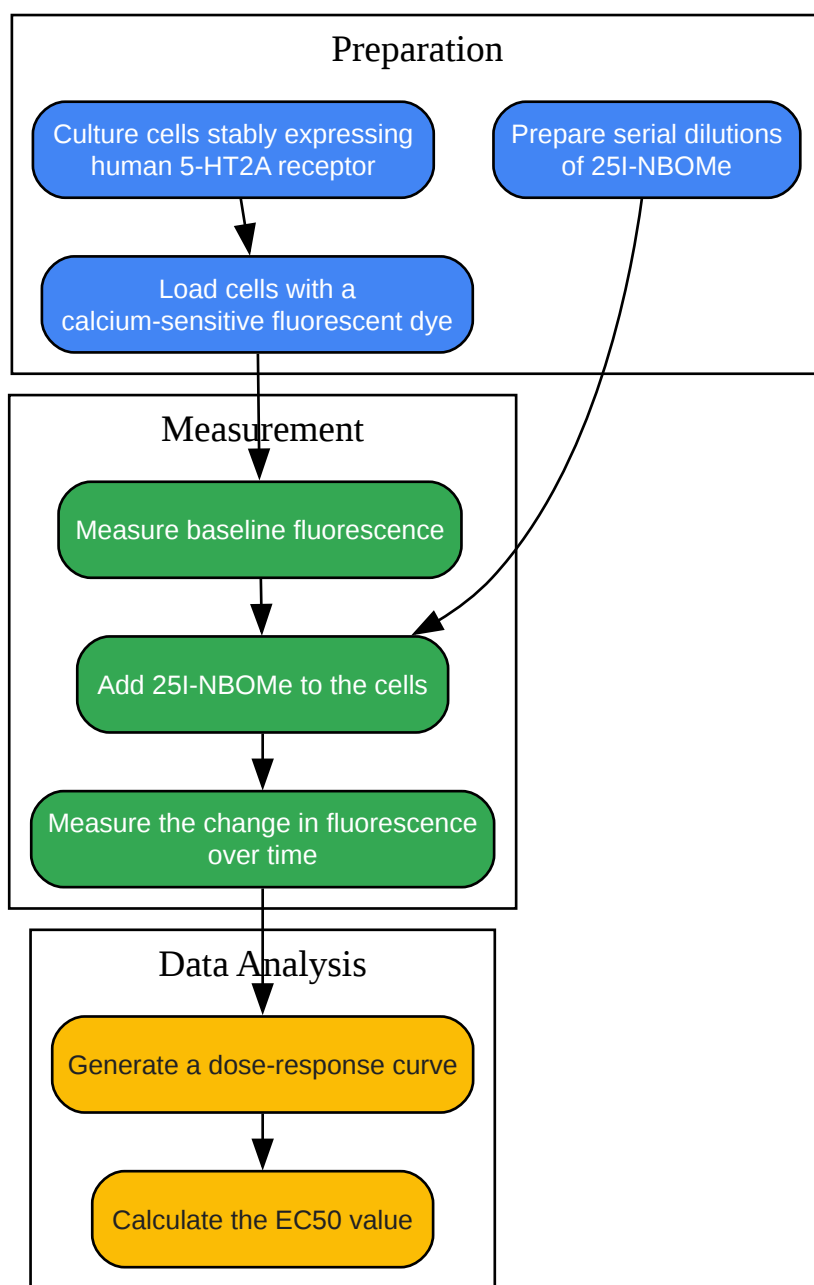 Preparation
Culture cells stably expressing
human 5-HT2A receptor
Prepare serial dilutions
of 25I-NBOMe
Load cells with a
calcium-sensitive fluorescent dye
Measurement
Measure baseline fluorescence
Add 25I-NBOMe to the cells
Measure the change in fluorescence
over time
Data Analysis
Generate a dose-response curve
Calculate the EC50 value